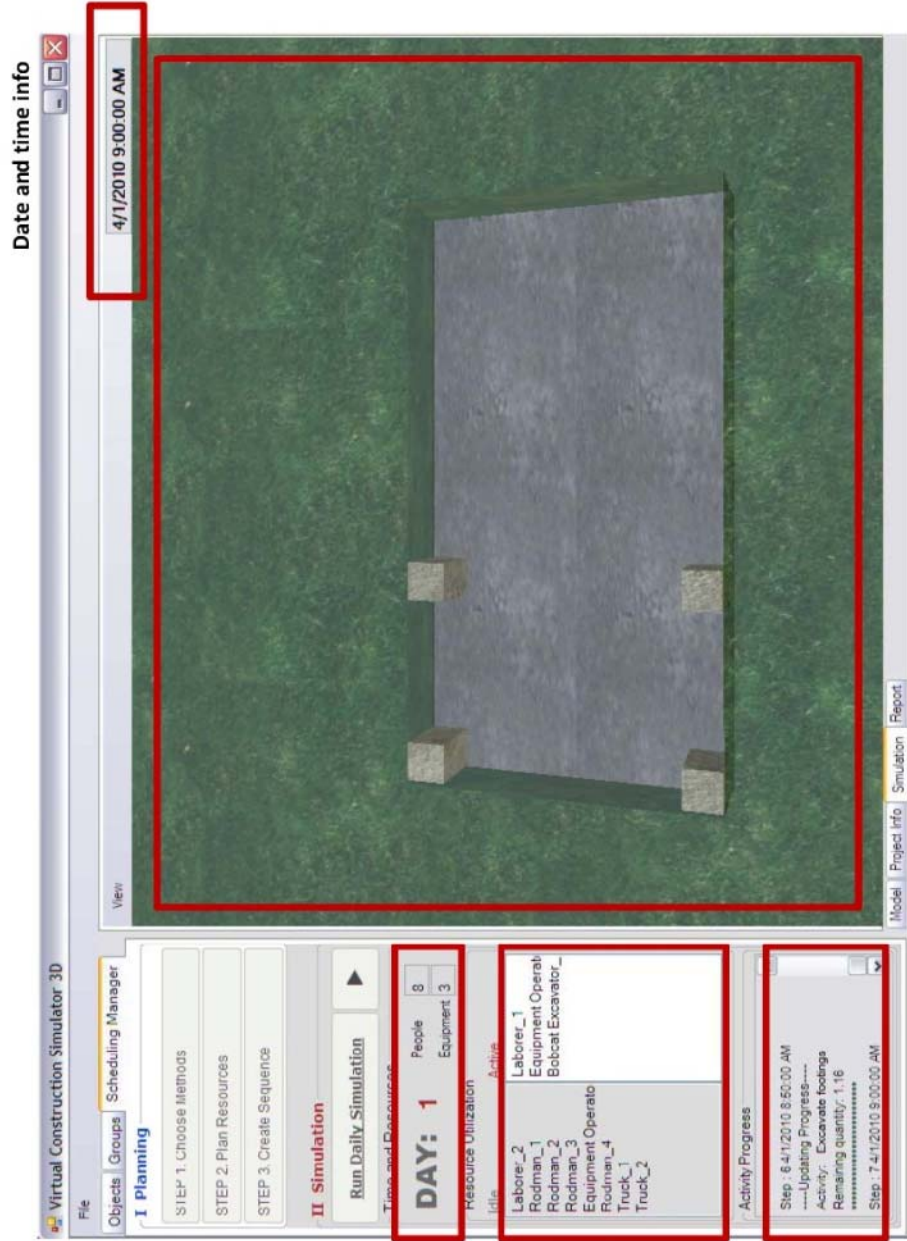 Date and time info
Virtual Construction Simulator 3D
File
Objects Groups Scheduling Manager
View
4/1/2010 9:00:00 AM
I Planning
STEP 1. Choose Methods
STEP 2. Plan Resources
STEP 3. Create Sequence
II Simulation
Run Daily Simulation
Time and Resources
DAY: 1
People 8
Equipment 3
Resource Utilization
Idle Active
Laborer_2
Rodman_1
Rodman_2
Rodman_3
Equipment Operato
Rodman_4
Truck_1
Truck_2
Laborer_1
Equipment Operati
Bobcat Excavator_
Activity Progress
Step : 6 4/1/2010 8:50:00 AM
----Updating Progress----
Activity: Excavate footings
Remaining quantity: 1.16
************************
Step : 7 4/1/2010 9:00:00 AM
Model Project Info Simulation Report